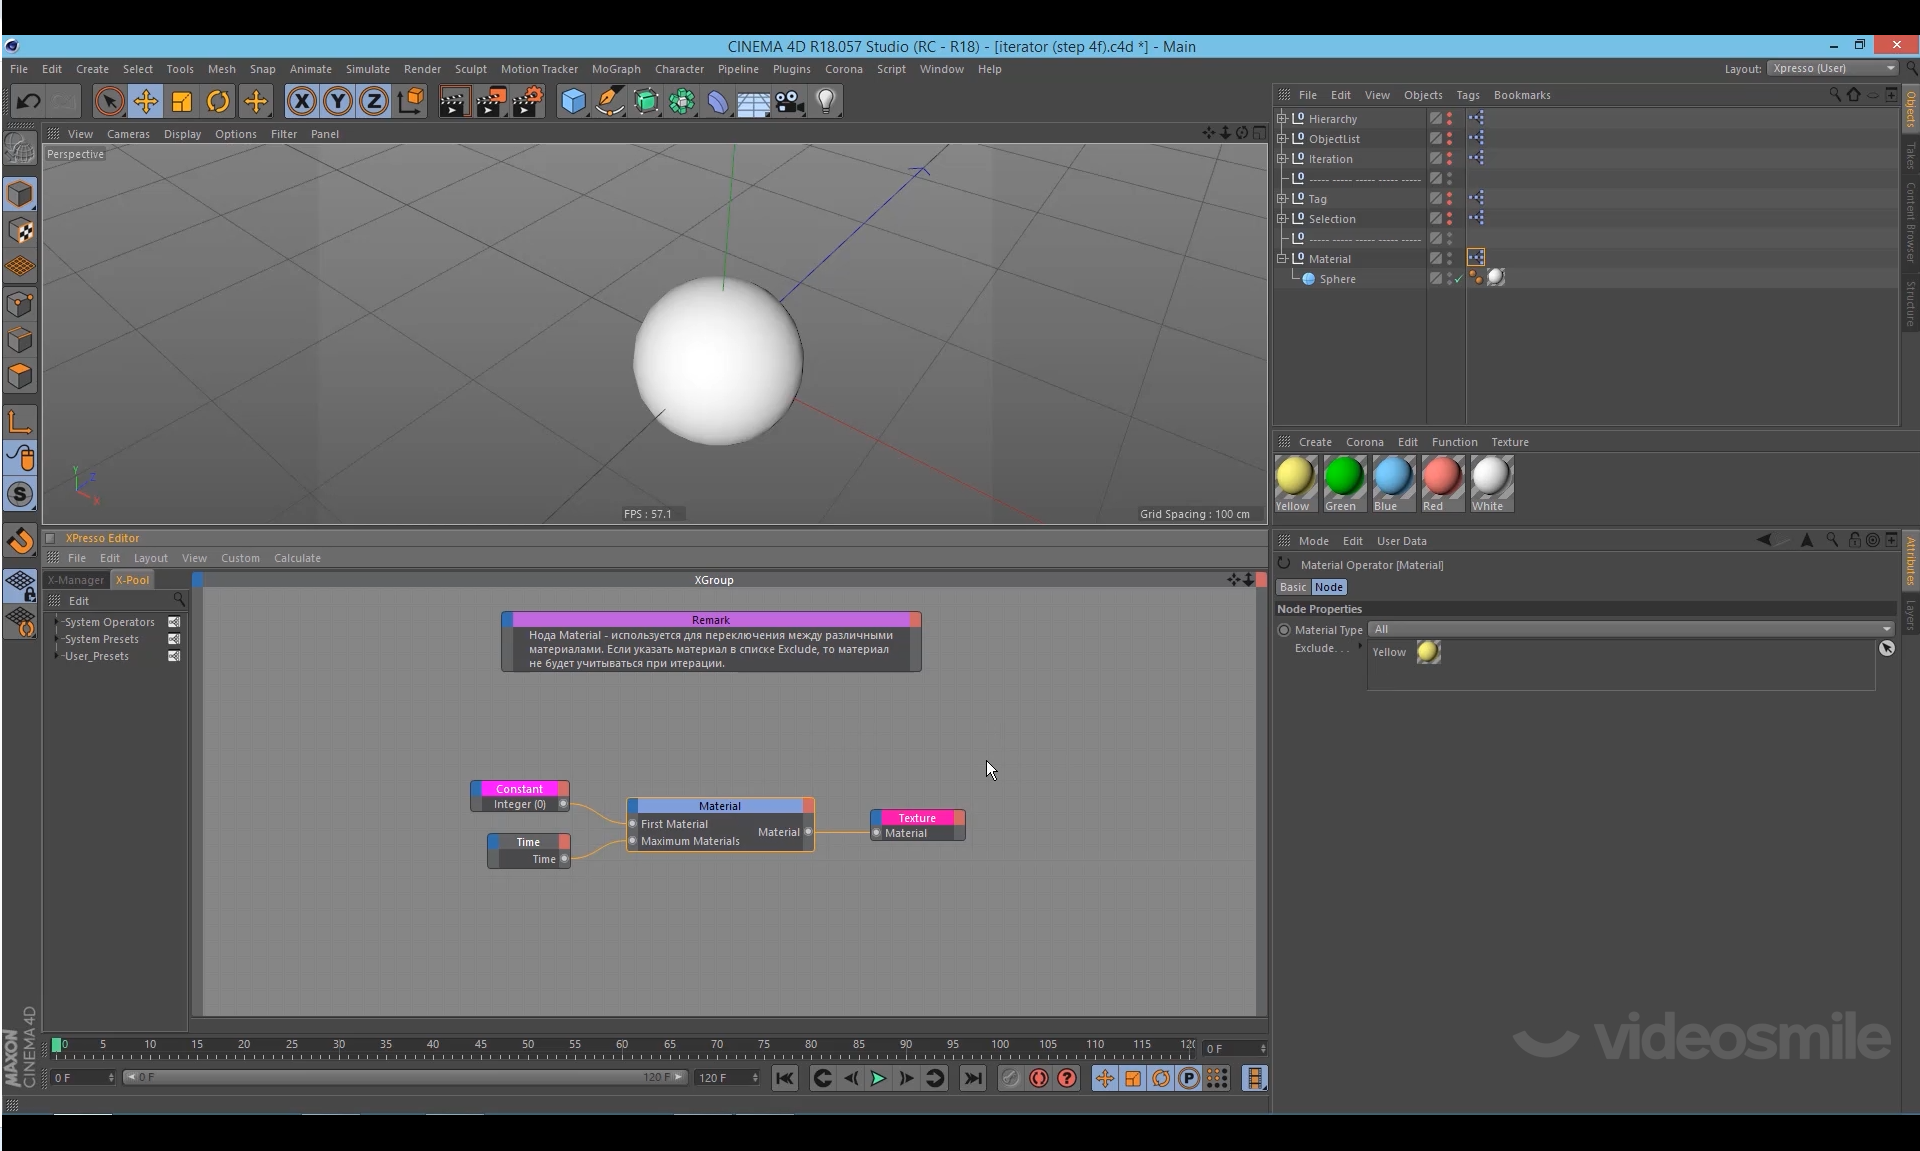 CINEMA 4D R18.057 Studio (RC - R18) - [iterator (step 4f).c4d *] - Main
File Edit Create Select Tools Mesh Snap Animate Simulate Render Sculpt Motion Tracker MoGraph Character Pipeline Plugins Corona Script Window Help
Layout: Xpresso (User)
X Y Z
File Edit View Objects Tags Bookmarks
View Cameras Display Options Filter Panel
Perspective
Hierarchy
ObjectList
Iteration
----- ----- ----- ----- -----
Tag
Selection
----- ----- ----- ----- -----
Material
Sphere
Objects
Takes
Content Browser
Structure
Y
Z
X
FPS : 57.1
Grid Spacing : 100 cm
Create Corona Edit Function Texture
Yellow Green Blue Red White
XPresso Editor
File Edit Layout View Custom Calculate
X-Manager X-Pool
XGroup
Edit
System Operators
System Presets
User_Presets
Remark
Нода Material - используется для переключения между различными
материалами. Если указать материал в списке Exclude, то материал
не будет учитываться при итерации.
Constant
Integer (0)
Time
Time
Material
First Material
Material
Maximum Materials
Texture
Material
Mode Edit User Data
Material Operator [Material]
Basic Node
Node Properties
Material Type All
Exclude. . . Yellow
Attributes
Layers
0 5 10 15 20 25 30 35 40 45 50 55 60 65 70 75 80 85 90 95 100 105 110 115 120
0 F
0 F 0 F 120 F 120 F
MAXON
CINEMA 4D
videosmile